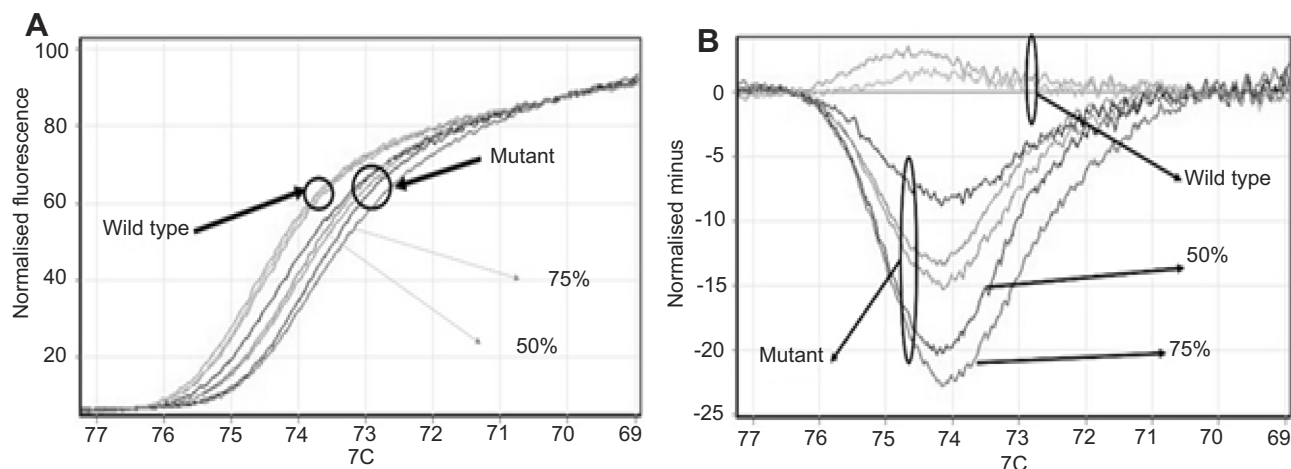 A
Normalised fluorescence
100
80
60
40
20
Wild type
Mutant
75%
50%
77 76 75 74 73 72 71 70 69
7C
B
Normalised minus
0
-5
-10
-15
-20
-25
Wild type
50%
Mutant
75%
77 76 75 74 73 72 71 70 69
7C